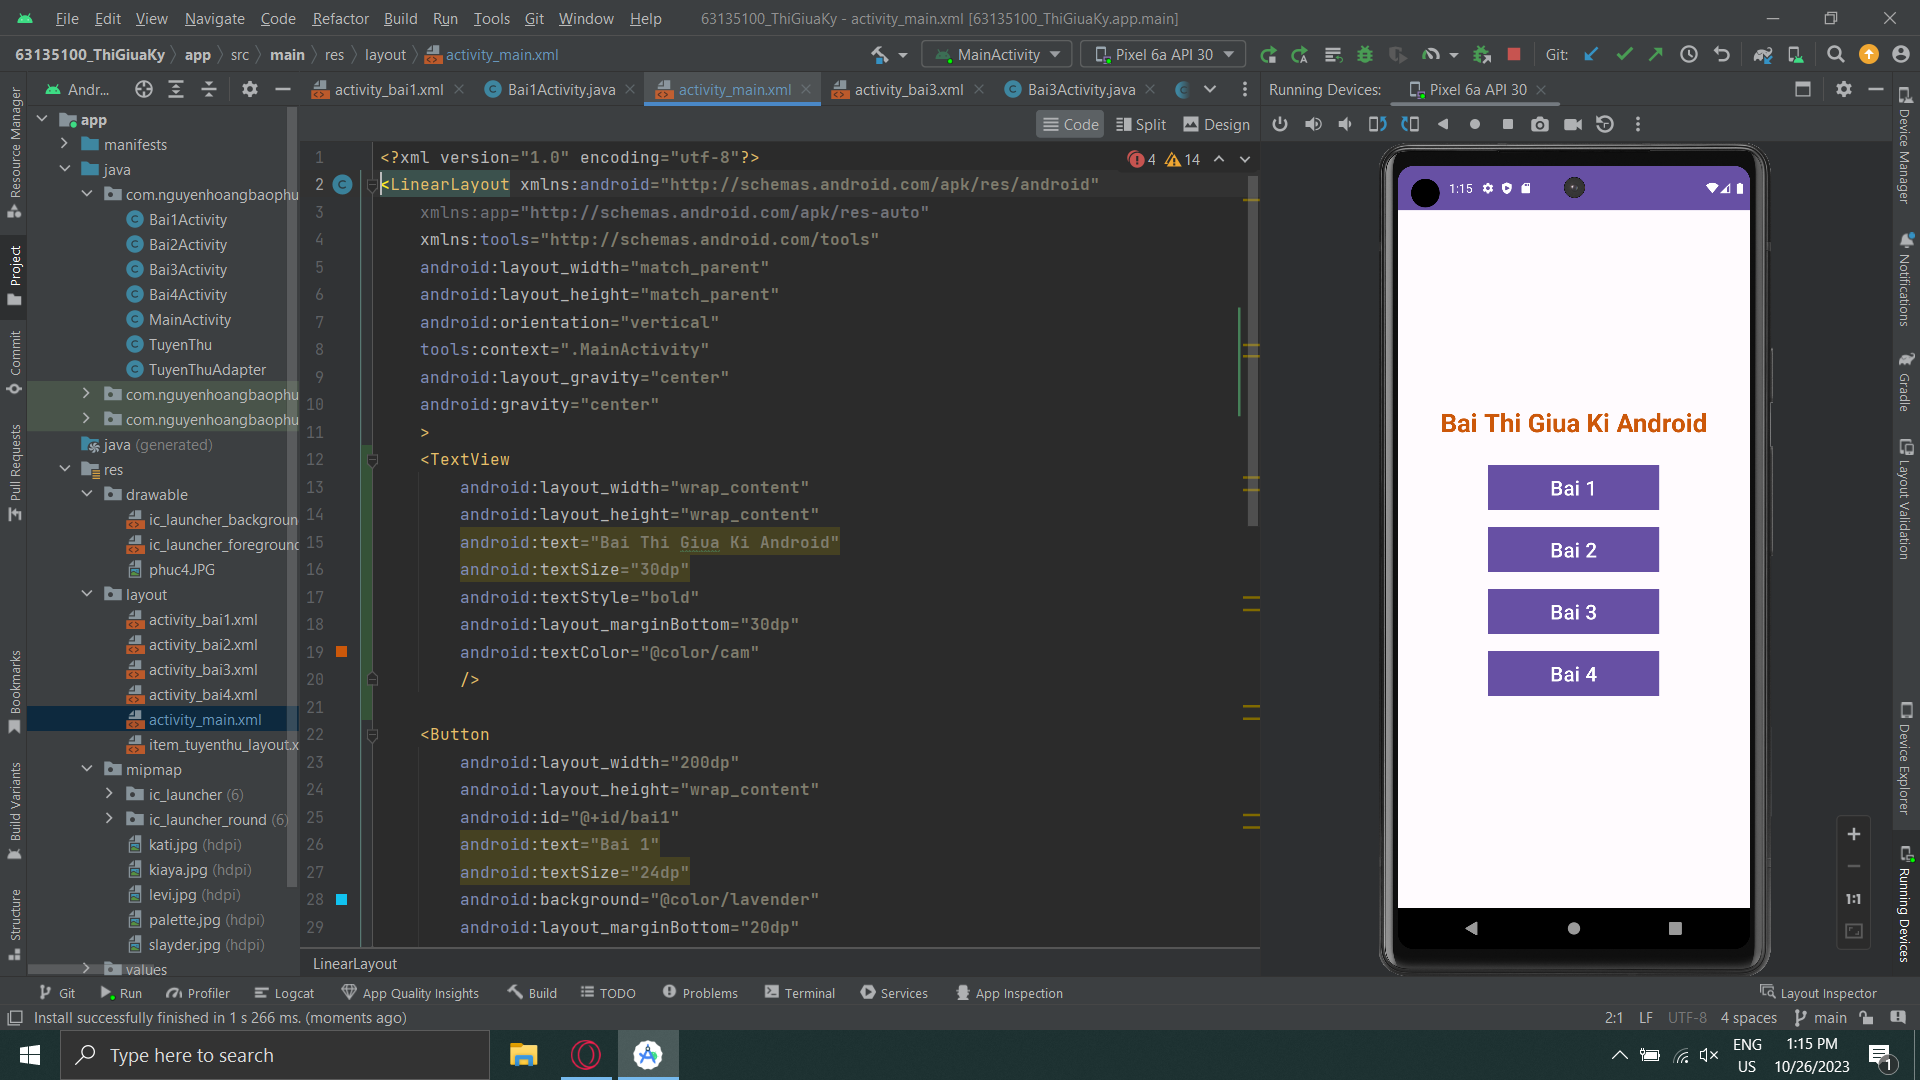 File Edit View Navigate Code Refactor Build Run Tools Git Window Help 63135100_ThiGiuaKy - activity_main.xml [63135100_ThiGiuaKy.app.main]
63135100_ThiGiuaKy app src main res layout activity_main.xml MainActivity Pixel 6a API 30 Git:
Andr... activity_bai1.xml Bai1Activity.java activity_main.xml activity_bai3.xml Bai3Activity.java Running Devices: Pixel 6a API 30
Code Split Design
Resource Manager
Project
Commit
Pull Requests
Bookmarks
Build Variants
Structure
app
manifests
java
com.nguyenhoangbaophu
Bai1Activity
Bai2Activity
Bai3Activity
Bai4Activity
MainActivity
TuyenThu
TuyenThuAdapter
com.nguyenhoangbaophu
com.nguyenhoangbaophu
java (generated)
res
drawable
ic_launcher_backgroun
ic_launcher_foreground
phuc4.JPG
layout
activity_bai1.xml
activity_bai2.xml
activity_bai3.xml
activity_bai4.xml
activity_main.xml
item_tuyenthu_layout.x
mipmap
ic_launcher (6)
ic_launcher_round (6)
kati.jpg (hdpi)
kiaya.jpg (hdpi)
levi.jpg (hdpi)
palette.jpg (hdpi)
slayder.jpg (hdpi)
values
4 14
1 <?xml version="1.0" encoding="utf-8"?>
2 <LinearLayout xmlns:android="http://schemas.android.com/apk/res/android"
3 xmlns:app="http://schemas.android.com/apk/res-auto"
4 xmlns:tools="http://schemas.android.com/tools"
5 android:layout_width="match_parent"
6 android:layout_height="match_parent"
7 android:orientation="vertical"
8 tools:context=".MainActivity"
9 android:layout_gravity="center"
10 android:gravity="center"
11 >
12 <TextView
13 android:layout_width="wrap_content"
14 android:layout_height="wrap_content"
15 android:text="Bai Thi Giua Ki Android"
16 android:textSize="30dp"
17 android:textStyle="bold"
18 android:layout_marginBottom="30dp"
19 android:textColor="@color/cam"
20 />
21
22 <Button
23 android:layout_width="200dp"
24 android:layout_height="wrap_content"
25 android:id="@+id/bai1"
26 android:text="Bai 1"
27 android:textSize="24dp"
28 android:background="@color/lavender"
29 android:layout_marginBottom="20dp"
LinearLayout
1:15
Bai Thi Giua Ki Android
Bai 1
Bai 2
Bai 3
Bai 4
1:1
Device Manager
Notifications
Gradle
Layout Validation
Device Explorer
Running Devices
Git Run Profiler Logcat App Quality Insights Build TODO Problems Terminal Services App Inspection Layout Inspector
Install successfully finished in 1 s 266 ms. (moments ago) 2:1 LF UTF-8 4 spaces main
Type here to search
ENG
US
1:15 PM
10/26/2023
1